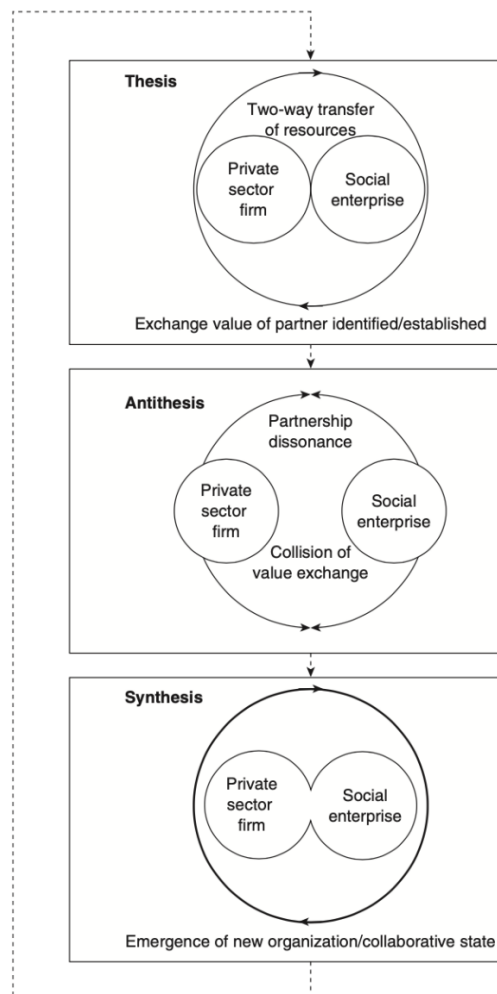 Thesis
Two-way transfer
of resources
Private
sector
firm
Social
enterprise
Exchange value of partner identified/established
Antithesis
Partnership
dissonance
Private
sector
firm
Social
enterprise
Collision of
value exchange
Synthesis
Private
sector
firm
Social
enterprise
Emergence of new organization/collaborative state